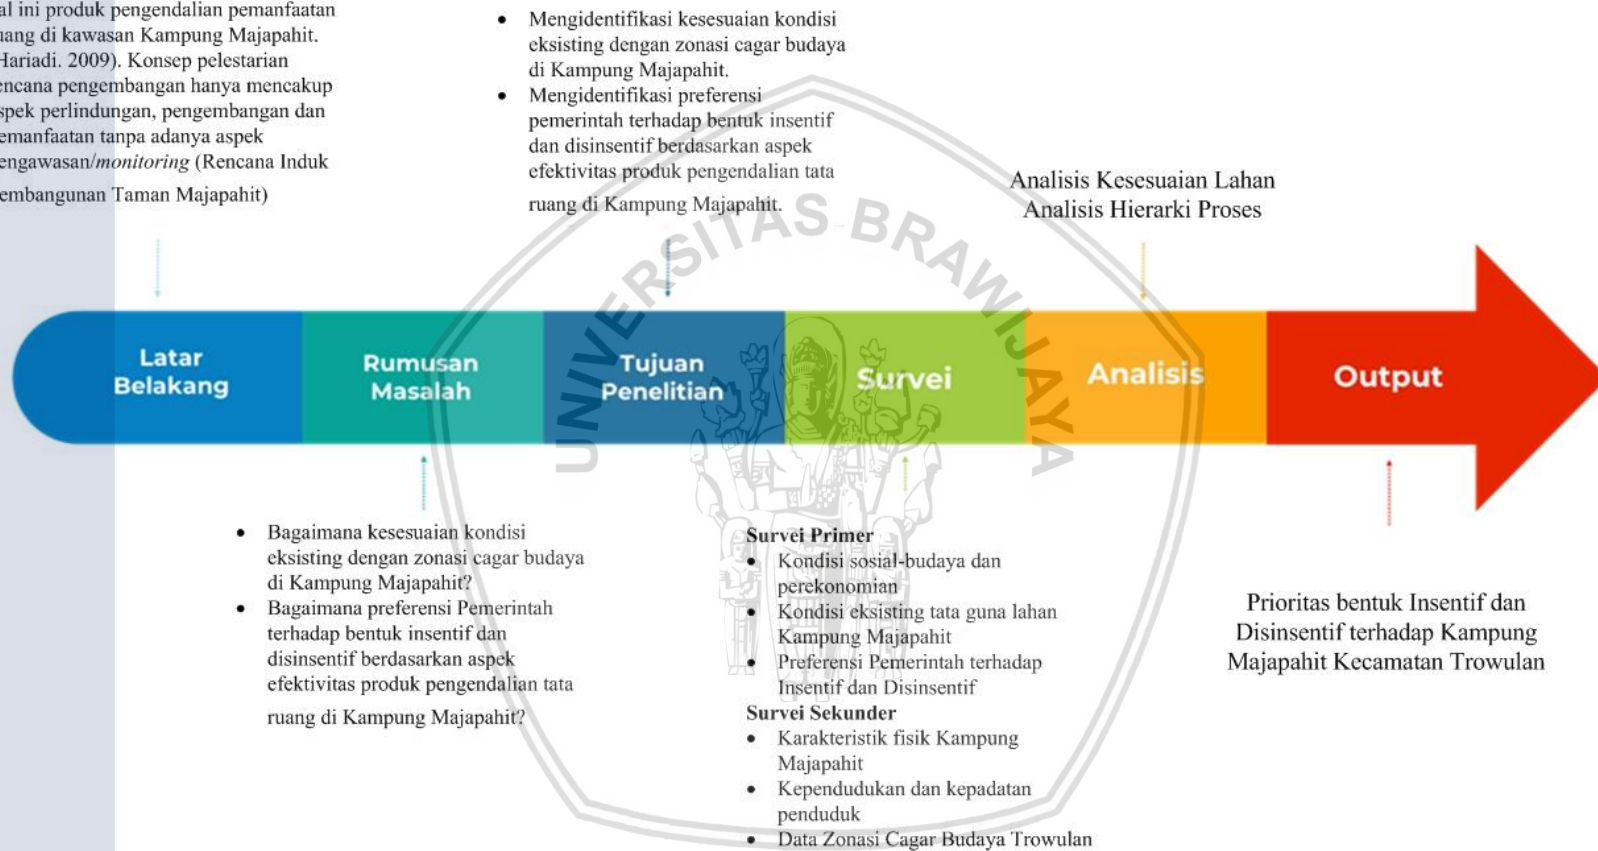 al ini produk pengendalian pemanfaatan
uang di kawasan Kampung Majapahit.
Hariadi. 2009). Konsep pelestarian
encana pengembangan hanya mencakup
spek perlindungan, pengembangan dan
emanfaatan tanpa adanya aspek
engawasan/monitoring (Rencana Induk
embangunan Taman Majapahit)
• Mengidentifikasi kesesuaian kondisi
eksisting dengan zonasi cagar budaya
di Kampung Majapahit.
• Mengidentifikasi preferensi
pemerintah terhadap bentuk insentif
dan disinsentif berdasarkan aspek
efektivitas produk pengendalian tata
ruang di Kampung Majapahit.
Analisis Kesesuaian Lahan
Analisis Hierarki Proses
UNIVERSITAS BRAWIJAYA
Latar
Belakang
Rumusan
Masalah
Tujuan
Penelitian
Survei
Analisis
Output
• Bagaimana kesesuaian kondisi
eksisting dengan zonasi cagar budaya
di Kampung Majapahit?
• Bagaimana preferensi Pemerintah
terhadap bentuk insentif dan
disinsentif berdasarkan aspek
efektivitas produk pengendalian tata
ruang di Kampung Majapahit?
Survei Primer
• Kondisi sosial-budaya dan
perekonomian
• Kondisi eksisting tata guna lahan
Kampung Majapahit
• Preferensi Pemerintah terhadap
Insentif dan Disinsentif
Survei Sekunder
• Karakteristik fisik Kampung
Majapahit
• Kependudukan dan kepadatan
penduduk
• Data Zonasi Cagar Budaya Trowulan
Prioritas bentuk Insentif dan
Disinsentif terhadap Kampung
Majapahit Kecamatan Trowulan